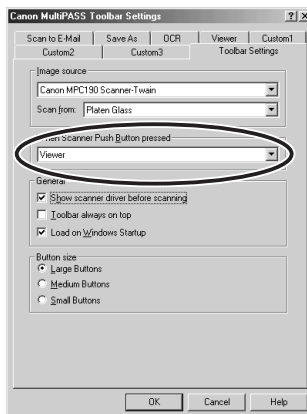 Canon MultiPASS Toolbar Settings
Scan to E-Mail Save As OCR Viewer Custom1
Custom2 Custom3 Toolbar Settings
Image source
Canon MPC190 Scanner-Twain
Scan from: Platen Glass
When Scanner Push Button pressed
Viewer
General
Show scanner driver before scanning
Toolbar always on top
Load on Windows Startup
Button size
Large Buttons
Medium Buttons
Small Buttons
OK Cancel Help